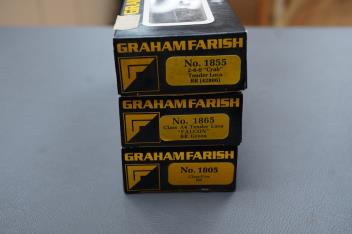 GRAHAM FARISH
No. 1855
2-6-0 "Crab"
Tender Loco
BR (42806)
GRAHAM FARISH
No. 1865
Class A4 Tender Loco
"FALCON"
BR Green
GRAHAM FARISH
No. 1805